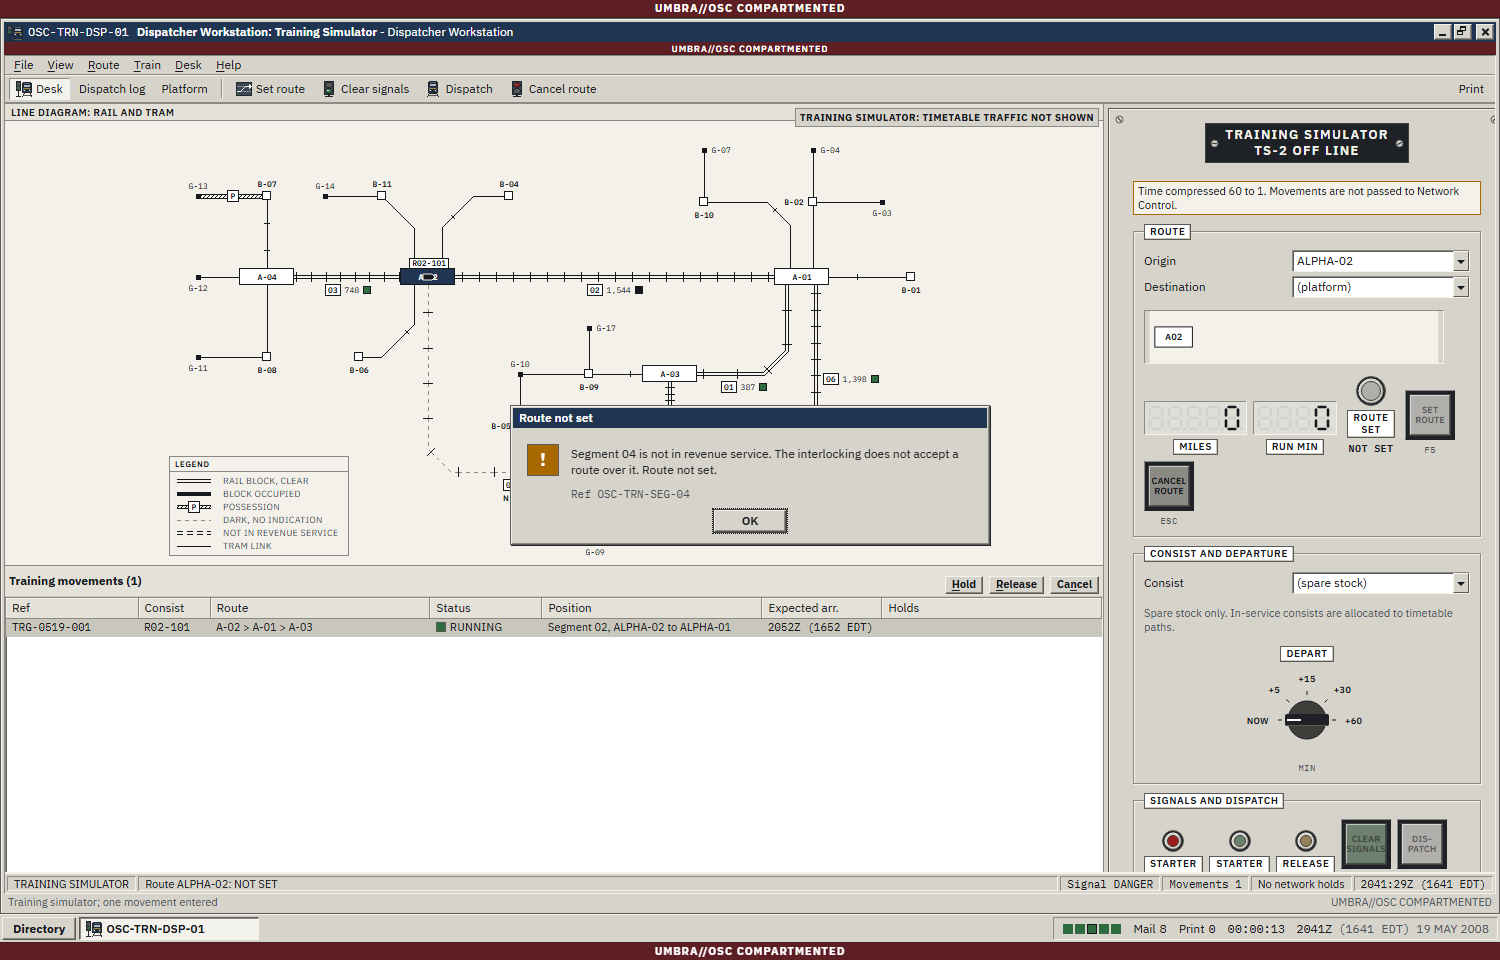 UMBRA//OSC COMPARTMENTED
OSC-TRN-DSP-01 Dispatcher Workstation: Training Simulator - Dispatcher Workstation
UMBRA//OSC COMPARTMENTED
File View Route Train Desk Help
Desk Dispatch log Platform Set route Clear signals Dispatch Cancel route Print
LINE DIAGRAM: RAIL AND TRAM
TRAINING SIMULATOR: TIMETABLE TRAFFIC NOT SHOWN
G-07 G-04
G-13 B-07 G-14 B-11 B-04
P
B-10 B-02 G-03
R02-101
A-04 A-01
G-12 B-01
03 748 02 1,544
G-17
G-11 B-08 B-06
G-10 B-09 A-03
01 387 06 1,398
B-05
G-09
LEGEND
RAIL BLOCK, CLEAR
BLOCK OCCUPIED
P POSSESSION
DARK, NO INDICATION
NOT IN REVENUE SERVICE
TRAM LINK
Route not set
!
Segment 04 is not in revenue service. The interlocking does not accept a
route over it. Route not set.
Ref OSC-TRN-SEG-04
OK
TRAINING SIMULATOR
TS-2 OFF LINE
Time compressed 60 to 1. Movements are not passed to Network
Control.
ROUTE
Origin ALPHA-02
Destination (platform)
A02
0 0
MILES RUN MIN
ROUTE
SET
NOT SET
SET
ROUTE
F5
CANCEL
ROUTE
ESC
CONSIST AND DEPARTURE
Consist (spare stock)
Spare stock only. In-service consists are allocated to timetable
paths.
DEPART
+15
+5 +30
NOW +60
MIN
SIGNALS AND DISPATCH
STARTER STARTER RELEASE
CLEAR
SIGNALS
DIS-
PATCH
Training movements (1)
Hold Release Cancel
Ref Consist Route Status Position Expected arr. Holds
TRG-0519-001 R02-101 A-02 > A-01 > A-03 RUNNING Segment 02, ALPHA-02 to ALPHA-01 2052Z (1652 EDT)
TRAINING SIMULATOR Route ALPHA-02: NOT SET Signal DANGER Movements 1 No network holds 2041:29Z (1641 EDT)
Training simulator; one movement entered UMBRA//OSC COMPARTMENTED
Directory OSC-TRN-DSP-01 Mail 8 Print 0 00:00:13 2041Z (1641 EDT) 19 MAY 2008
UMBRA//OSC COMPARTMENTED